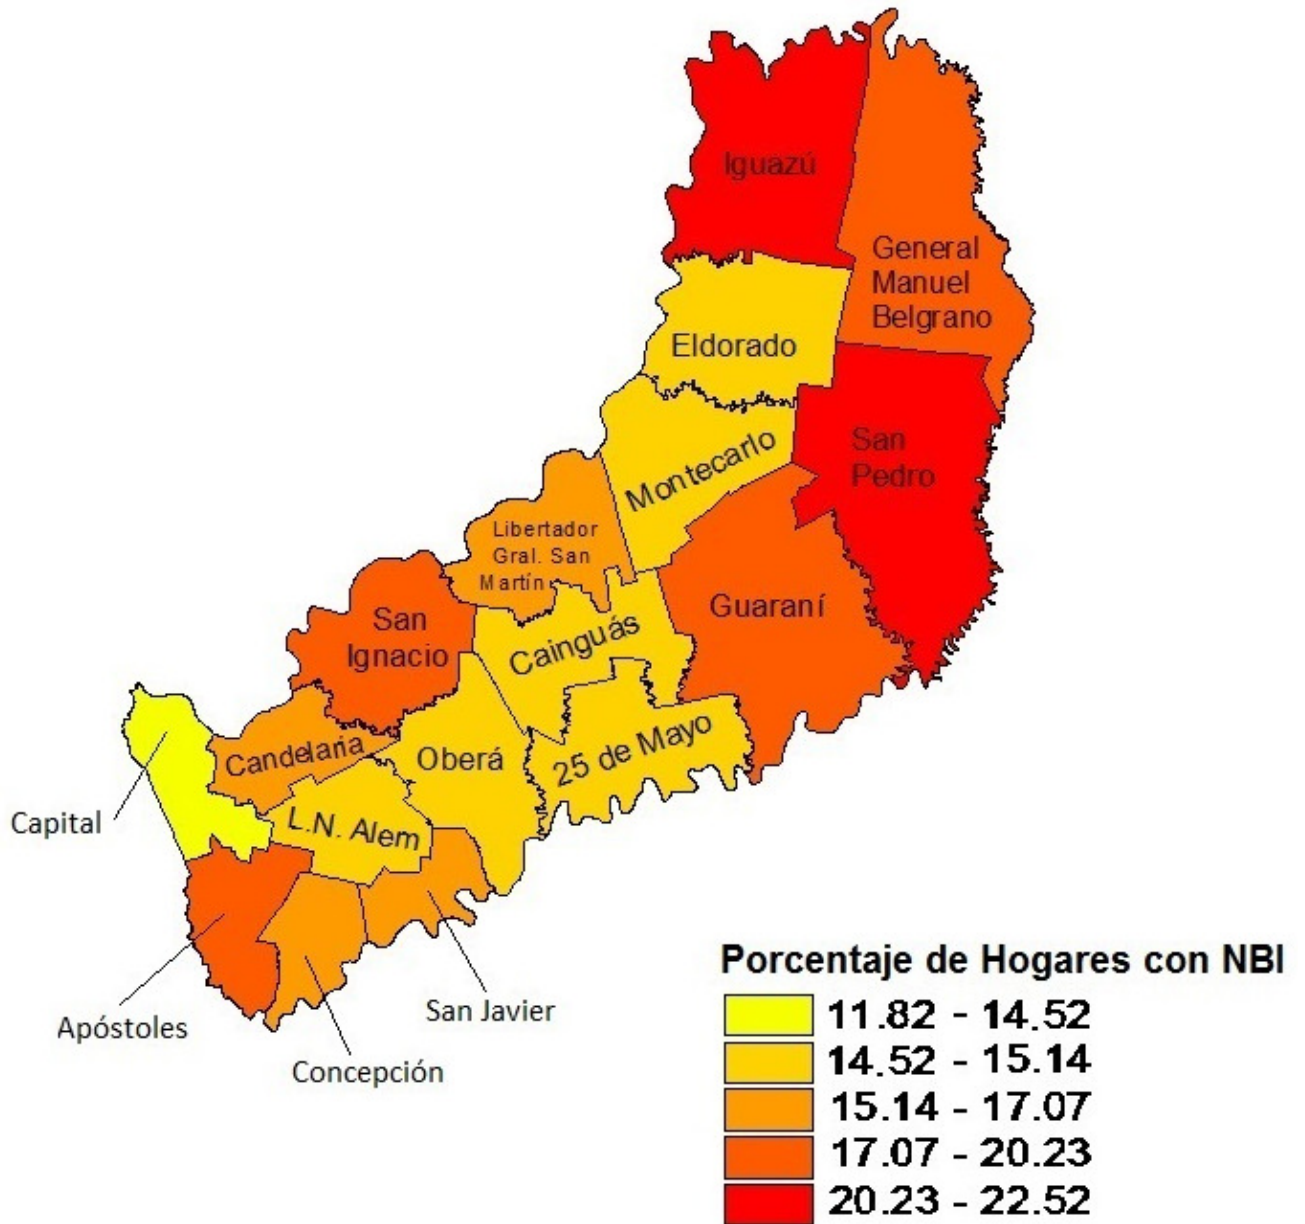 Iguazú
General
Manuel
Belgrano
Eldorado
San
Pedro
Montecarlo
Libertador
Gral. San
Martín
Guaraní
San
Ignacio
Cainguás
25 de Mayo
Candelaria
Oberá
L.N. Alem
Capital
Apóstoles
San Javier
Concepción
Porcentaje de Hogares con NBI
11.82 - 14.52
14.52 - 15.14
15.14 - 17.07
17.07 - 20.23
20.23 - 22.52